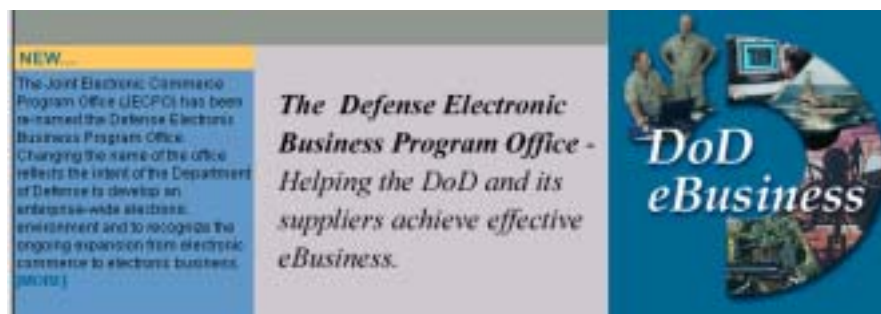 NEW...
The Joint Electronic Commerce
Program Office (JECPO) has been
re-named the Defense Electronic
Business Program Office.
Changing the name of the office
reflects the intent of the Department
of Defense to develop an
enterprise-wide electronic
environment and to recognize the
ongoing expansion from electronic
commerce to electronic business.
[MORE]
The Defense Electronic
Business Program Office -
Helping the DoD and its
suppliers achieve effective
eBusiness.
DoD
eBusiness